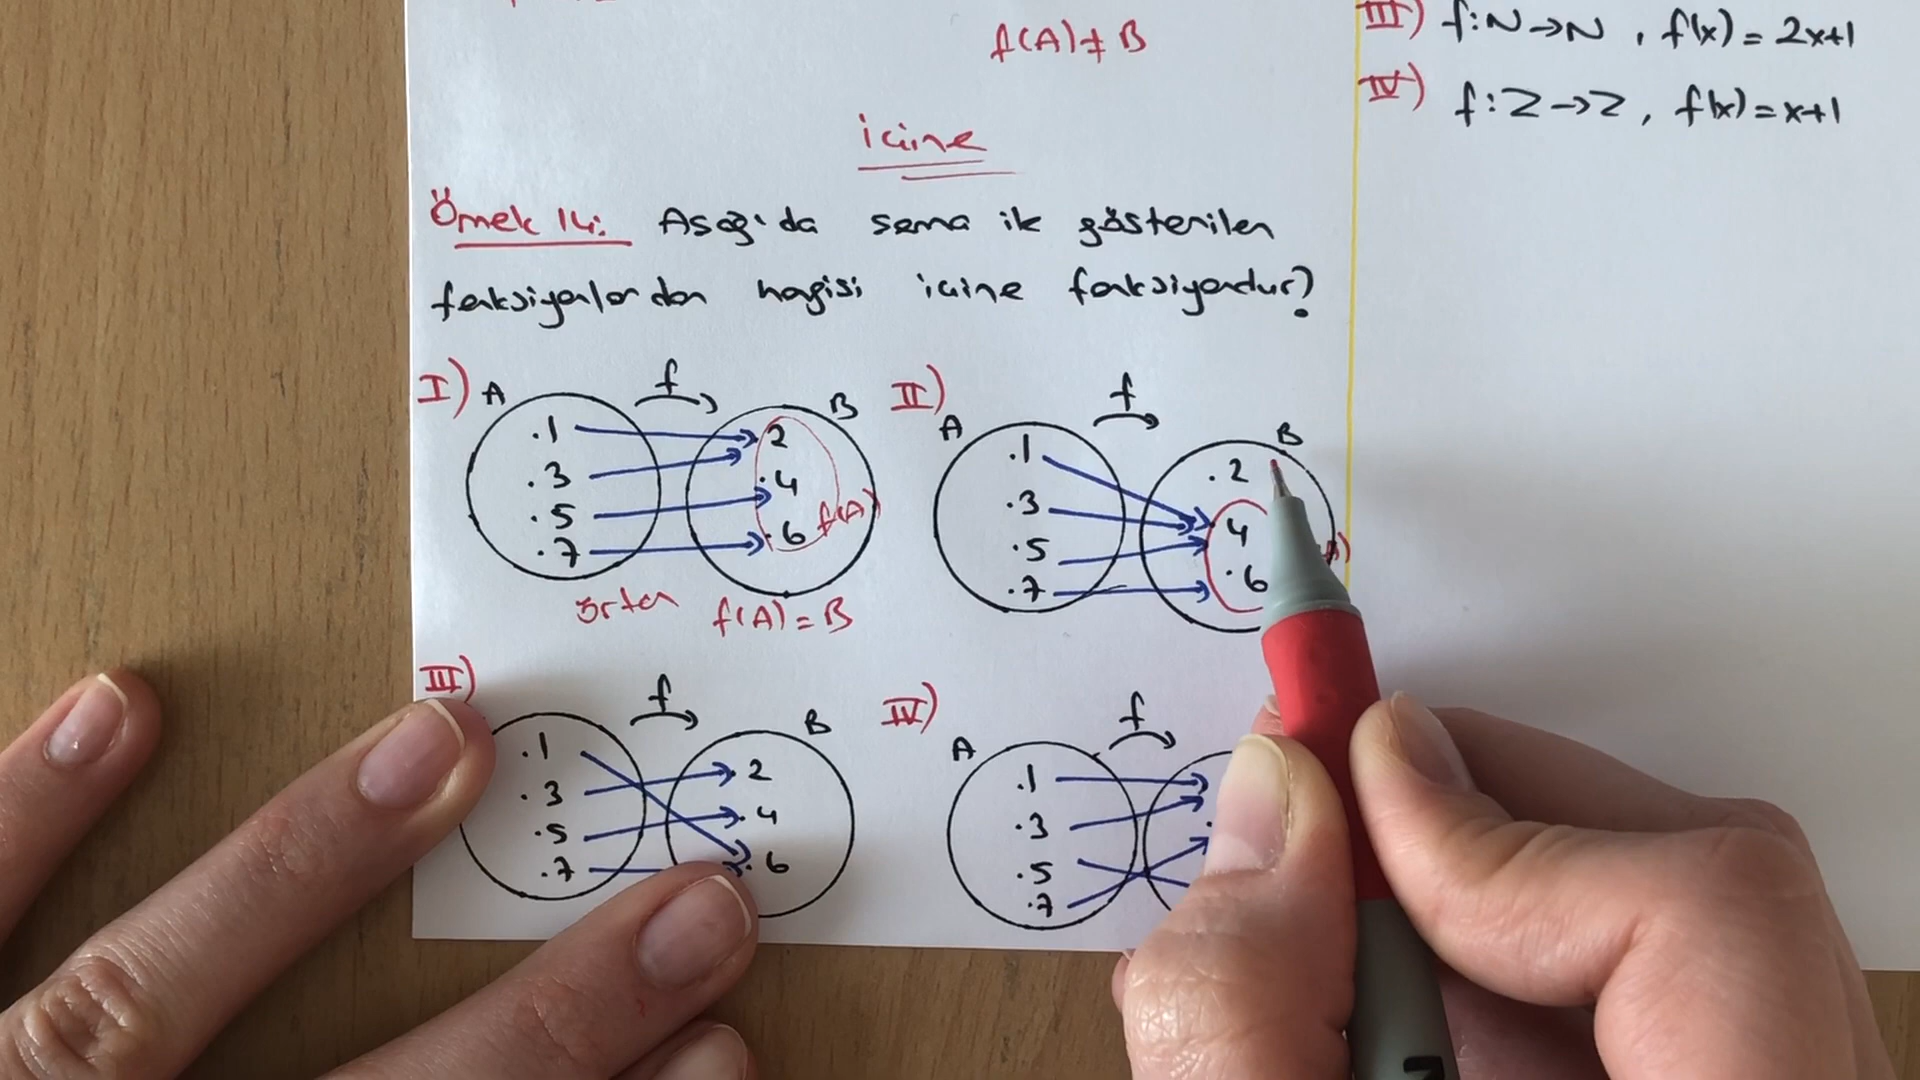 f(A) ≠ B
içine
Örnek 14: Aşağıda şema ile gösterilen
fonksiyonlardan hangisi içine fonksiyondur?
I) A f B
.1 2
.3 .4
.5 .6
.7
f(A)
örten f(A) = B
II) A f B
.1 .2
.3 4
.5 .6
.7
III) f B
.1 2
.3 .4
.5 .6
.7
IV) A f
.1
.3
.5
.7
III) f:N→N , f(x) = 2x+1
IV) f:Z→Z , f(x) = x+1